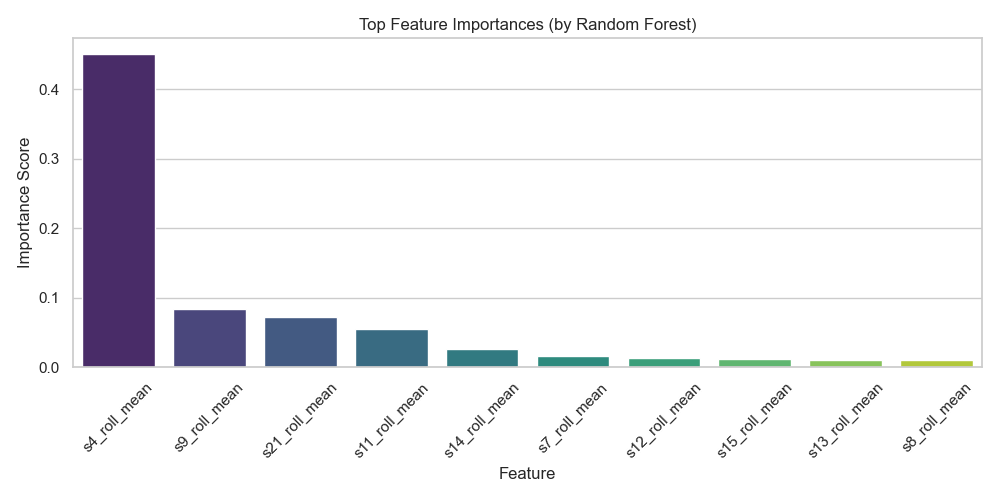 Top Feature Importances (by Random Forest)
Importance Score
0.4
0.3
0.2
0.1
0.0
s4_roll_mean
s9_roll_mean
s21_roll_mean
s11_roll_mean
s14_roll_mean
s7_roll_mean
s12_roll_mean
s15_roll_mean
s13_roll_mean
s8_roll_mean
Feature